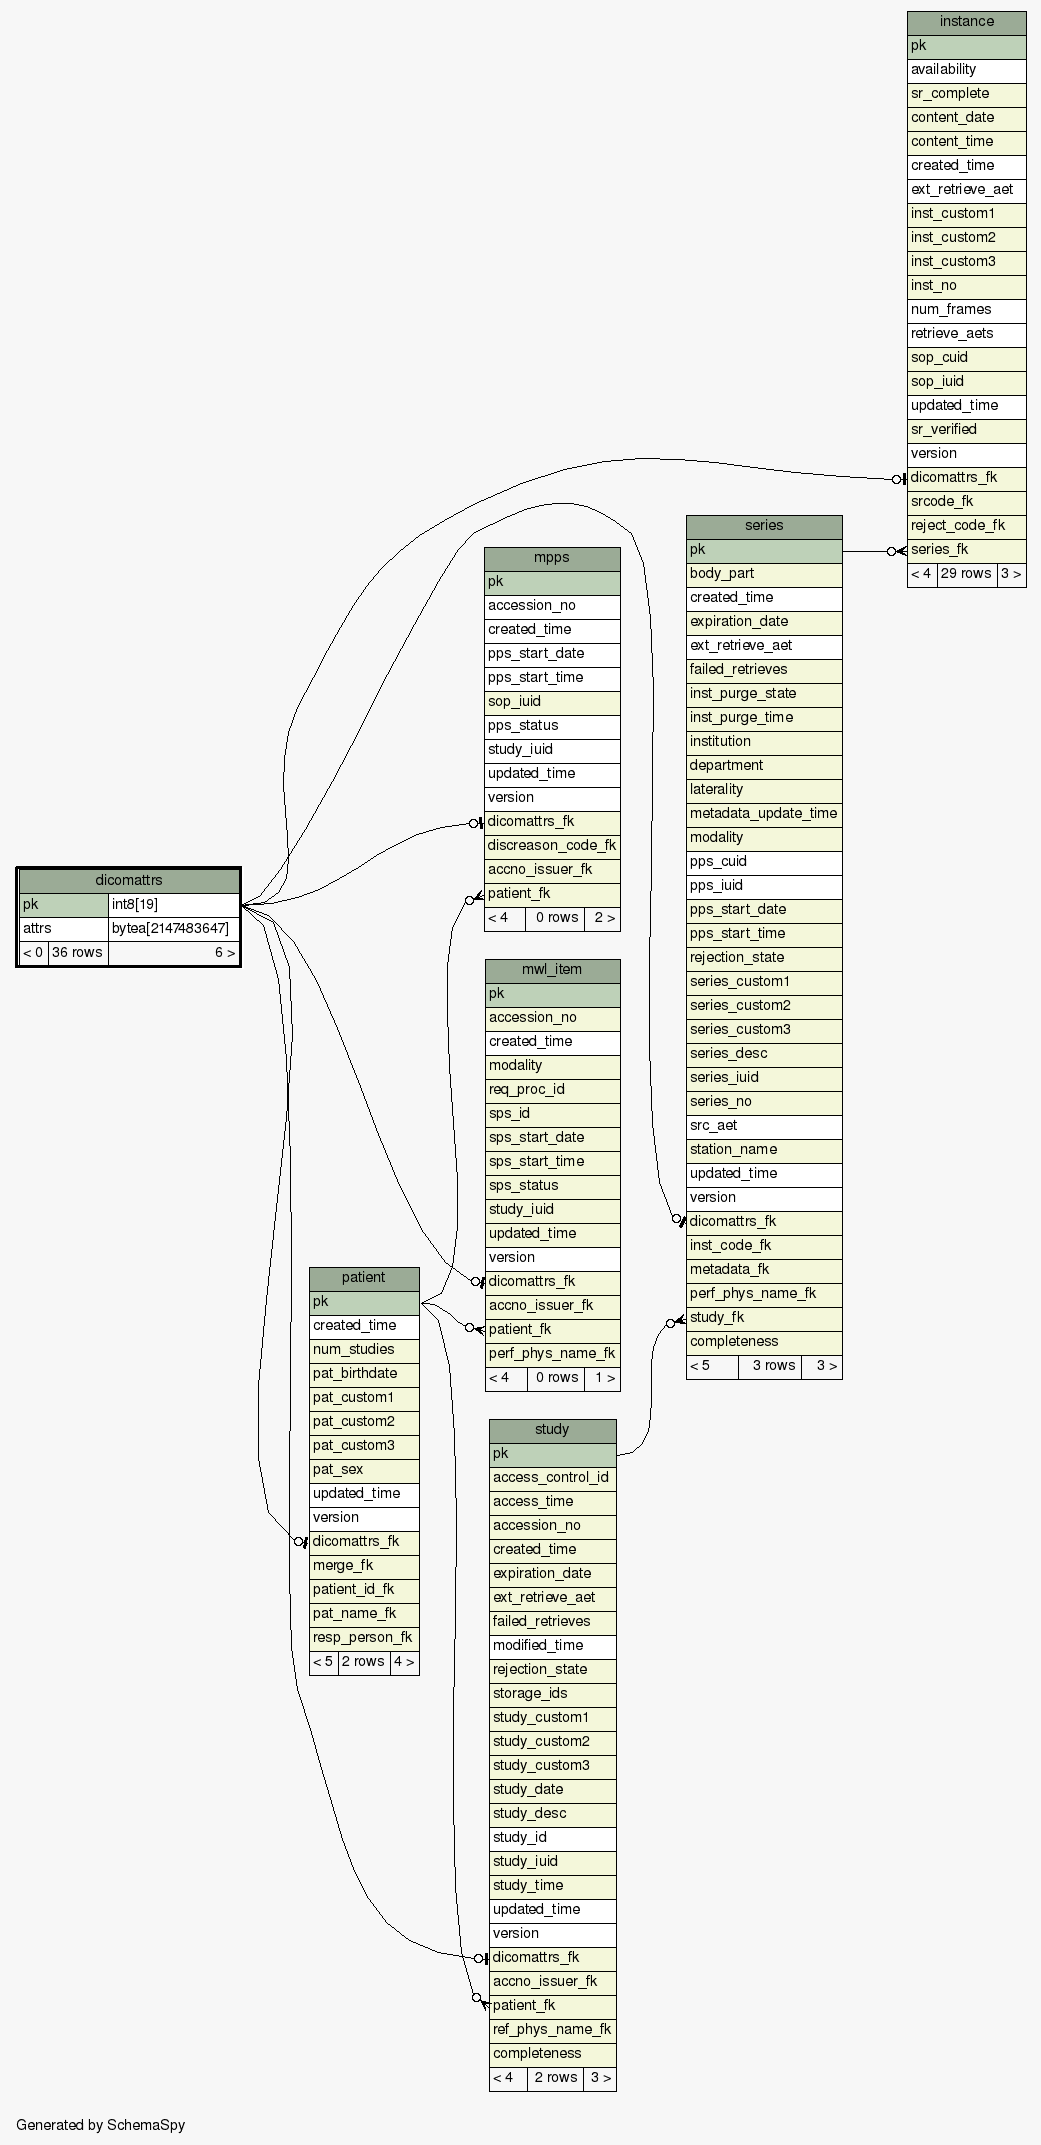 instance
pk
availability
sr_complete
content_date
content_time
created_time
ext_retrieve_aet
inst_custom1
inst_custom2
inst_custom3
inst_no
num_frames
retrieve_aets
sop_cuid
sop_iuid
updated_time
sr_verified
version
dicomattrs_fk
srcode_fk
reject_code_fk
series_fk
< 4 29 rows 3 >
series
pk
body_part
created_time
expiration_date
ext_retrieve_aet
failed_retrieves
inst_purge_state
inst_purge_time
institution
department
laterality
metadata_update_time
modality
pps_cuid
pps_iuid
pps_start_date
pps_start_time
rejection_state
series_custom1
series_custom2
series_custom3
series_desc
series_iuid
series_no
src_aet
station_name
updated_time
version
dicomattrs_fk
inst_code_fk
metadata_fk
perf_phys_name_fk
study_fk
completeness
< 5 3 rows 3 >
mpps
pk
accession_no
created_time
pps_start_date
pps_start_time
sop_iuid
pps_status
study_iuid
updated_time
version
dicomattrs_fk
discreason_code_fk
accno_issuer_fk
patient_fk
< 4 0 rows 2 >
dicomattrs
pk int8[19]
attrs bytea[2147483647]
< 0 36 rows 6 >
mwl_item
pk
accession_no
created_time
modality
req_proc_id
sps_id
sps_start_date
sps_start_time
sps_status
study_iuid
updated_time
version
dicomattrs_fk
accno_issuer_fk
patient_fk
perf_phys_name_fk
< 4 0 rows 1 >
patient
pk
created_time
num_studies
pat_birthdate
pat_custom1
pat_custom2
pat_custom3
pat_sex
updated_time
version
dicomattrs_fk
merge_fk
patient_id_fk
pat_name_fk
resp_person_fk
< 5 2 rows 4 >
study
pk
access_control_id
access_time
accession_no
created_time
expiration_date
ext_retrieve_aet
failed_retrieves
modified_time
rejection_state
storage_ids
study_custom1
study_custom2
study_custom3
study_date
study_desc
study_id
study_iuid
study_time
updated_time
version
dicomattrs_fk
accno_issuer_fk
patient_fk
ref_phys_name_fk
completeness
< 4 2 rows 3 >
Generated by SchemaSpy